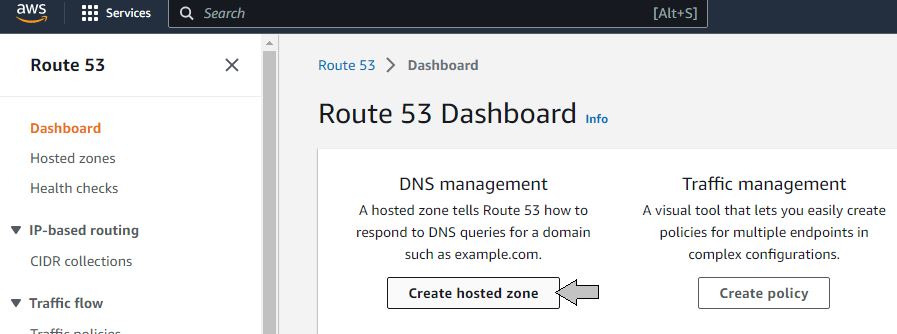 aws
Services
Search
[Alt+S]
Route 53
Dashboard
Hosted zones
Health checks
IP-based routing
CIDR collections
Traffic flow
Traffic policies
Route 53 > Dashboard
Route 53 Dashboard Info
DNS management
A hosted zone tells Route 53 how to
respond to DNS queries for a domain
such as example.com.
Create hosted zone
Traffic management
A visual tool that lets you easily create
policies for multiple endpoints in
complex configurations.
Create policy